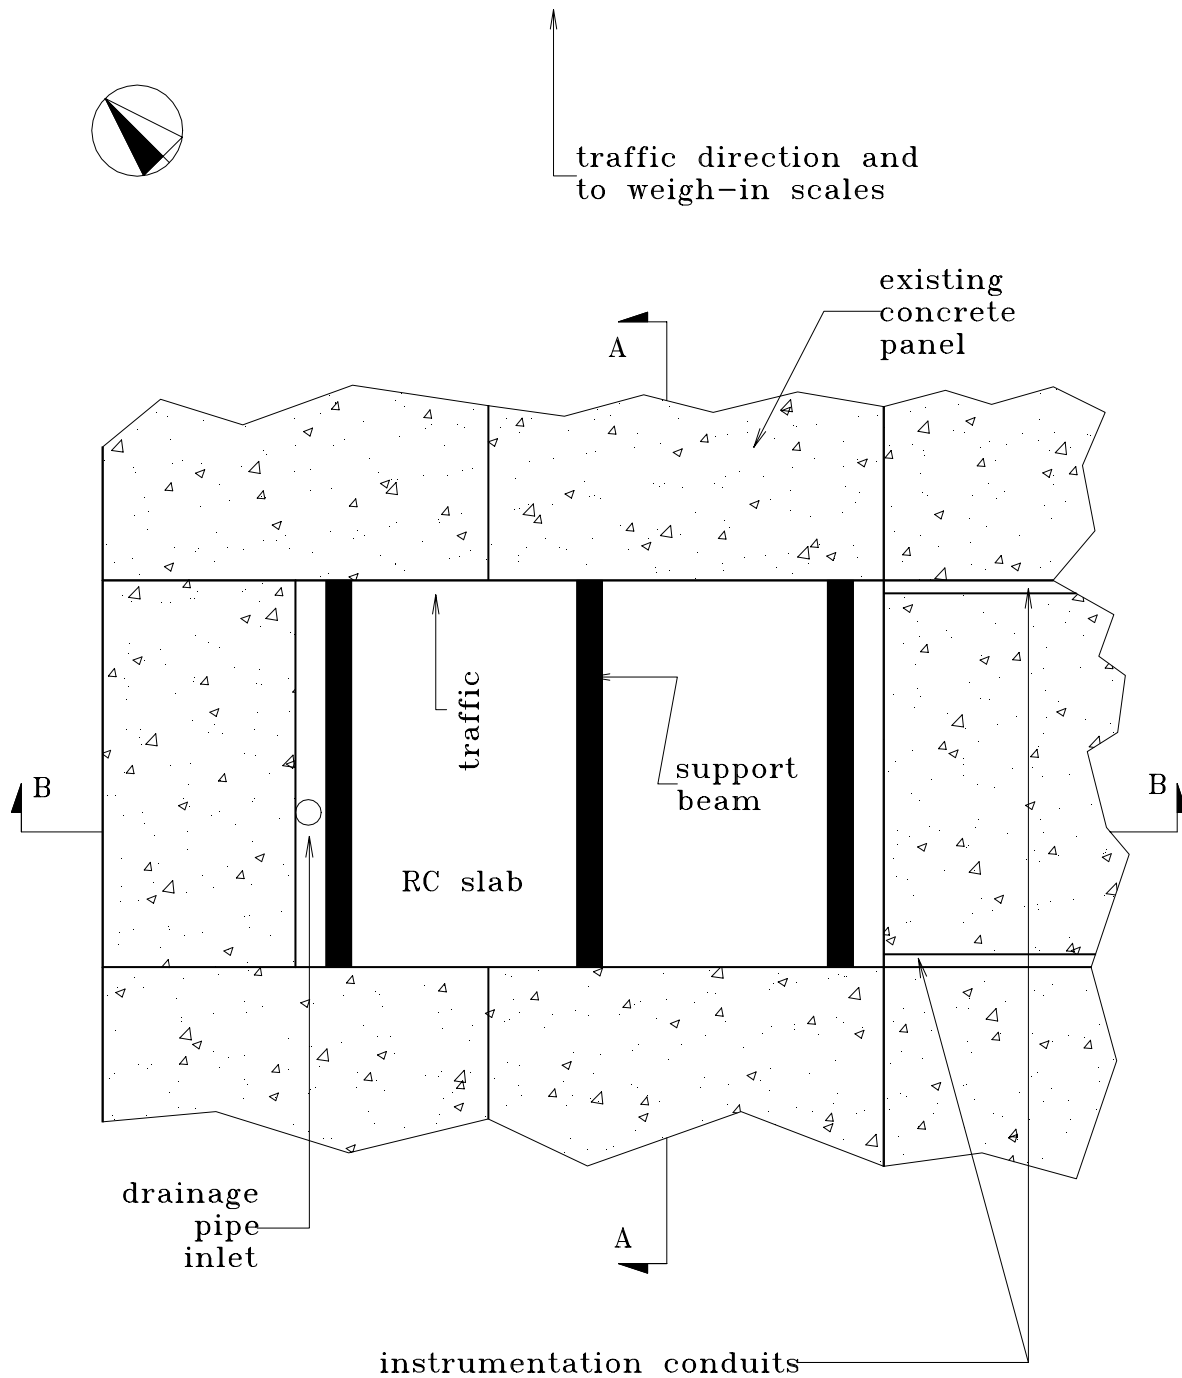 traffic direction and
to weigh-in scales
existing
concrete
panel
A
traffic
B
support
beam
B
RC slab
drainage
pipe
inlet
A
instrumentation conduits